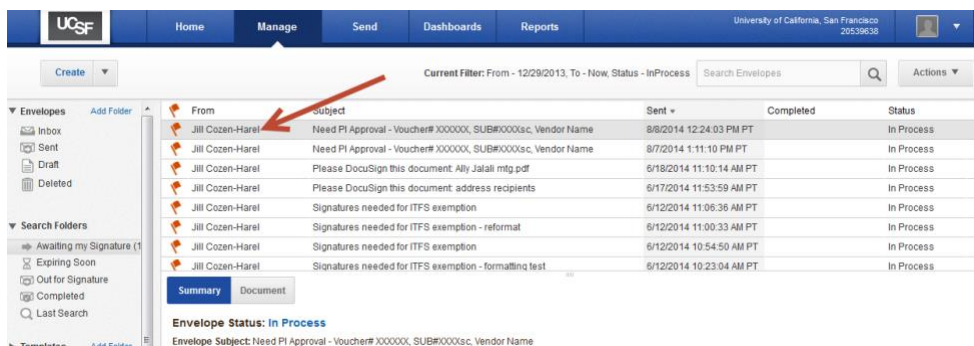 UCSF
Home Manage Send Dashboards Reports
University of California, San Francisco
20539638
Create
Current Filter: From - 12/29/2013, To - Now, Status - InProcess
Search Envelopes
Actions
Envelopes Add Folder
Inbox
Sent
Draft
Deleted
Search Folders
Awaiting my Signature (1
Expiring Soon
Out for Signature
Completed
Last Search
Templates Add Folder
From Subject Sent Completed Status
Jill Cozen-Harel Need PI Approval - Voucher# XXXXXX, SUB#XXXXsc, Vendor Name 8/8/2014 12:24:03 PM PT In Process
Jill Cozen-Harel Need PI Approval - Voucher# XXXXXX, SUB#XXXXsc, Vendor Name 8/7/2014 1:11:10 PM PT In Process
Jill Cozen-Harel Please DocuSign this document: Ally Jalali mtg.pdf 6/18/2014 11:10:14 AM PT In Process
Jill Cozen-Harel Please DocuSign this document: address recipients 6/17/2014 11:53:59 AM PT In Process
Jill Cozen-Harel Signatures needed for ITFS exemption 6/12/2014 11:06:36 AM PT In Process
Jill Cozen-Harel Signatures needed for ITFS exemption - reformat 6/12/2014 11:00:33 AM PT In Process
Jill Cozen-Harel Signatures needed for ITFS exemption 6/12/2014 10:54:50 AM PT In Process
Jill Cozen-Harel Signatures needed for ITFS exemption - formatting test 6/12/2014 10:23:04 AM PT In Process
Summary Document
Envelope Status: In Process
Envelope Subject: Need PI Approval - Voucher# XXXXXX, SUB#XXXXsc, Vendor Name